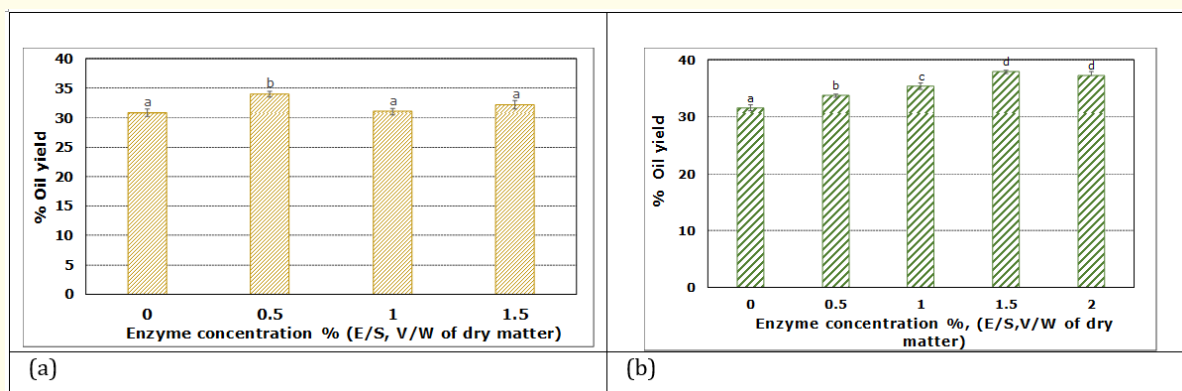 40
35
30
25
20
15
10
5
0
% Oil yield
a
b
a
a
0 0.5 1 1.5
Enzyme concentration % (E/S, V/W of dry matter)
(a)
40
30
20
10
0
% Oil yield
a
b
c
d
d
0 0.5 1 1.5 2
Enzyme concentration %, (E/S,V/W of dry
matter)
(b)